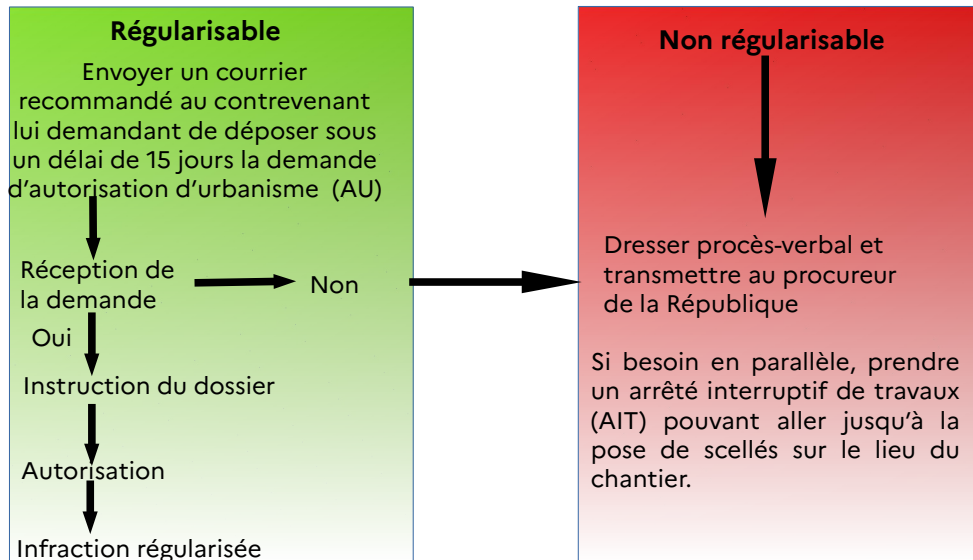 Régularisable
Envoyer un courrier
recommandé au contrevenant
lui demandant de déposer sous
un délai de 15 jours la demande
d'autorisation d'urbanisme (AU)
Réception de
la demande
Non
Oui
Instruction du dossier
Autorisation
Infraction régularisée
Non régularisable
Dresser procès-verbal et
transmettre au procureur
de la République
Si besoin en parallèle, prendre
un arrêté interruptif de travaux
(AIT) pouvant aller jusqu'à la
pose de scellés sur le lieu du
chantier.